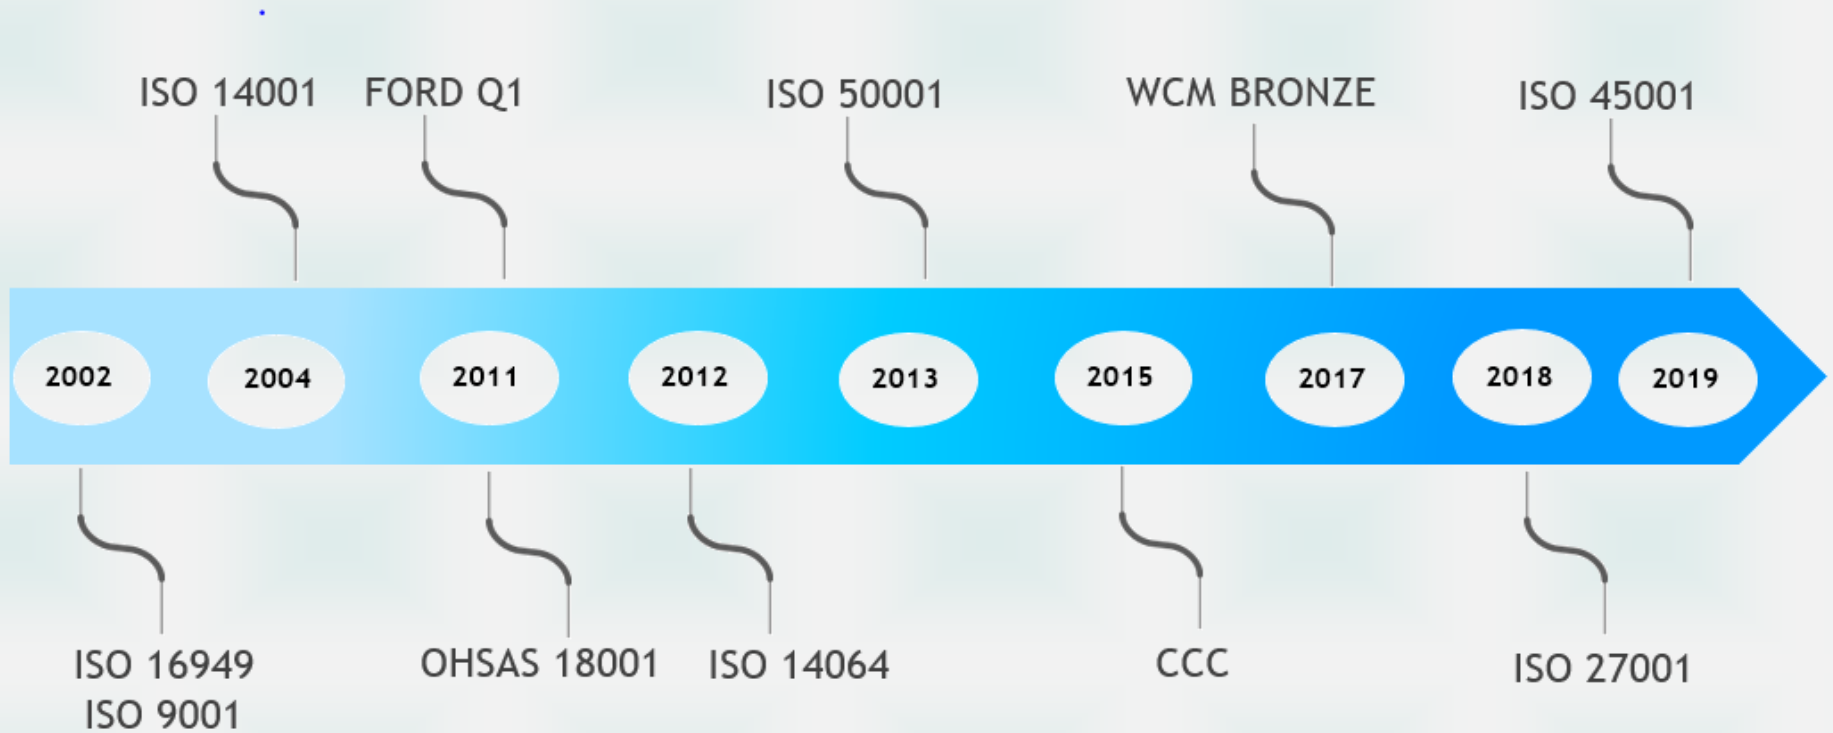 ISO 14001
FORD Q1
ISO 50001
WCM BRONZE
ISO 45001
2002
2004
2011
2012
2013
2015
2017
2018
2019
ISO 16949
ISO 9001
OHSAS 18001
ISO 14064
CCC
ISO 27001